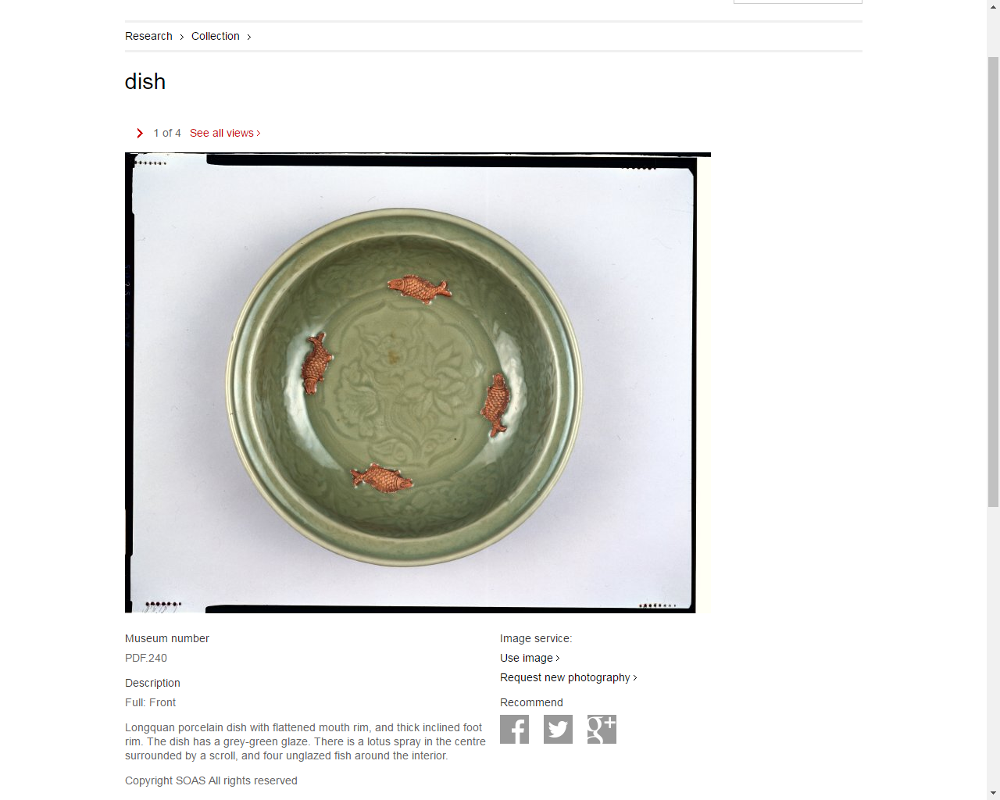 Research > Collection >
dish
1 of 4 See all views >
Museum number
PDF.240
Description
Full: Front
Longquan porcelain dish with flattened mouth rim, and thick inclined foot
rim. The dish has a grey-green glaze. There is a lotus spray in the centre
surrounded by a scroll, and four unglazed fish around the interior.
Copyright SOAS All rights reserved
Image service:
Use image >
Request new photography >
Recommend